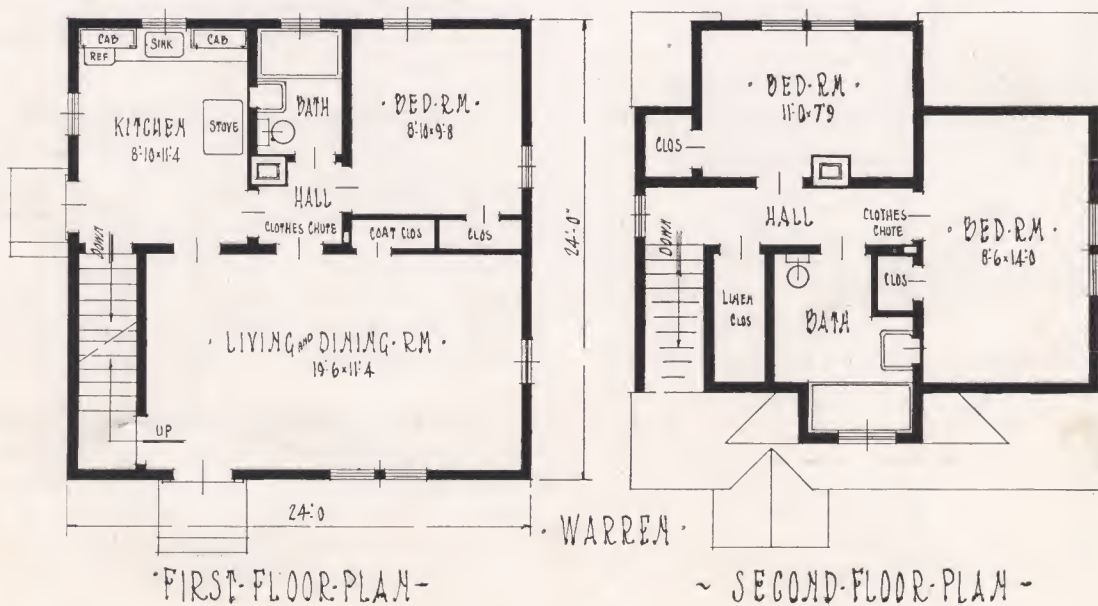 CAB
SINK
CAB
REF
KITCHEN
8'-10 x 11'-4
STOVE
BATH
· BED-RM ·
8'-10 x 9'-8
HALL
CLOTHES CHUTE
COAT CLOS
CLOS
DOWN
· LIVING AND DINING · RM ·
19'-6 x 11'-4
UP
24'-0"
24'-0
· FIRST · FLOOR · PLAN -
· WARREN ·
· BED-RM ·
11'-0 x 7'9
CLOS
HALL
CLOTHES
CHUTE
DOWN
LINEN
CLOS
BATH
CLOS
BED-RM ·
8'-6 x 14'-0
~ SECOND · FLOOR · PLAN ~